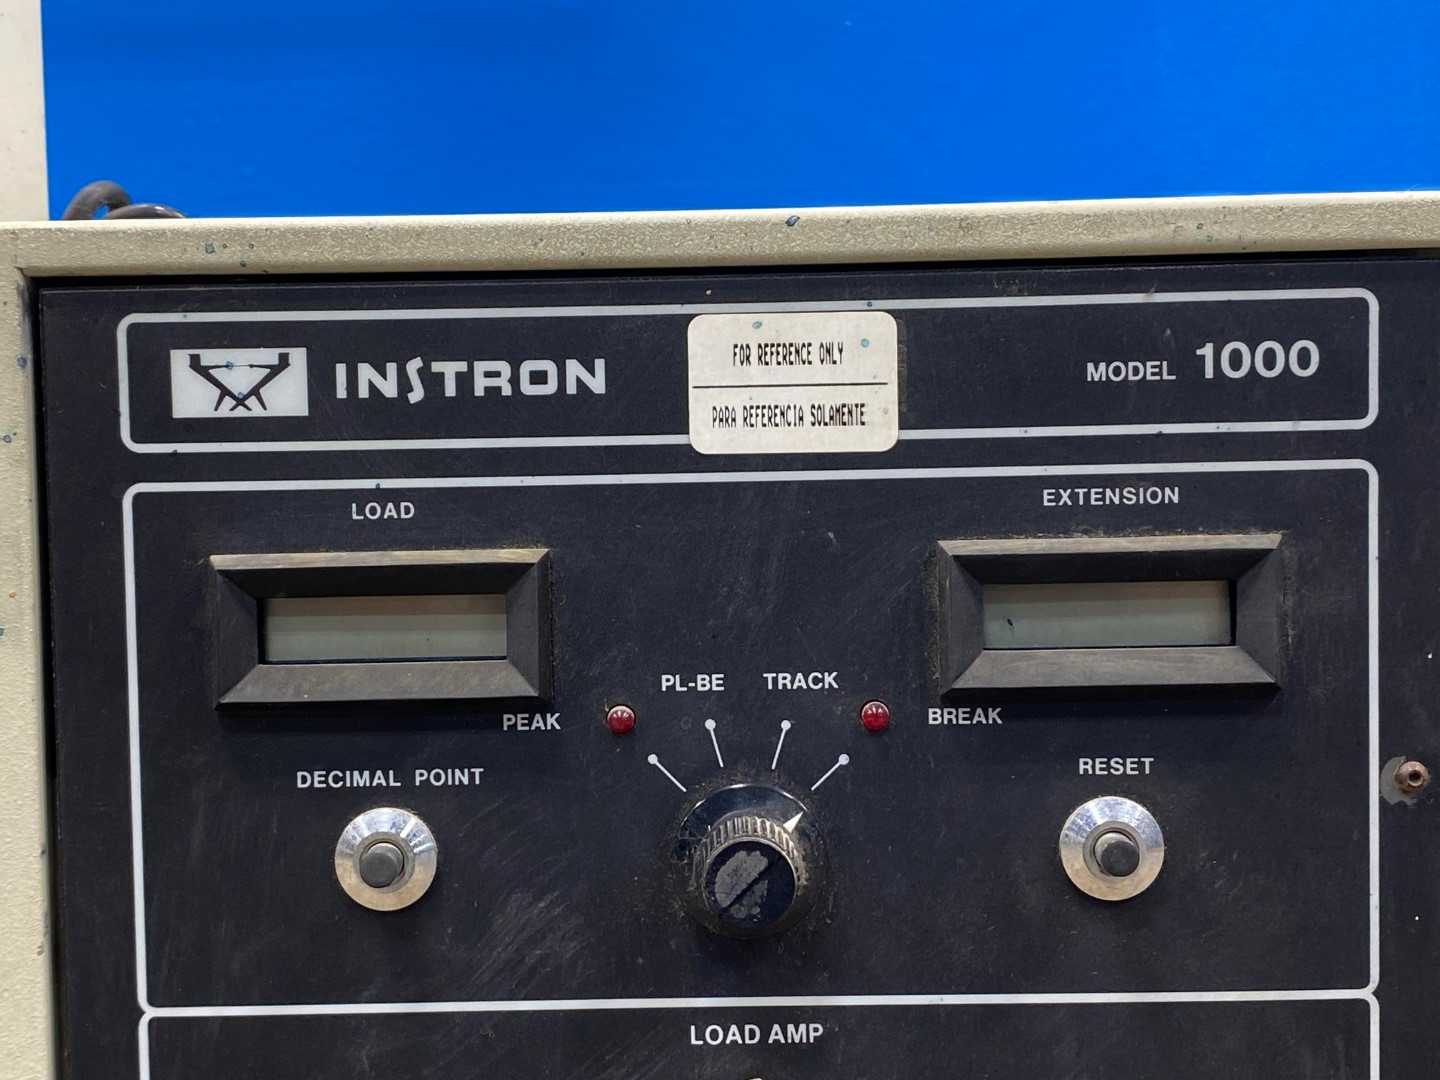 INSTRON
FOR REFERENCE ONLY
PARA REFERENCIA SOLAMENTE
MODEL 1000
LOAD
EXTENSION
PL-BE
TRACK
PEAK
BREAK
DECIMAL POINT
RESET
LOAD AMP